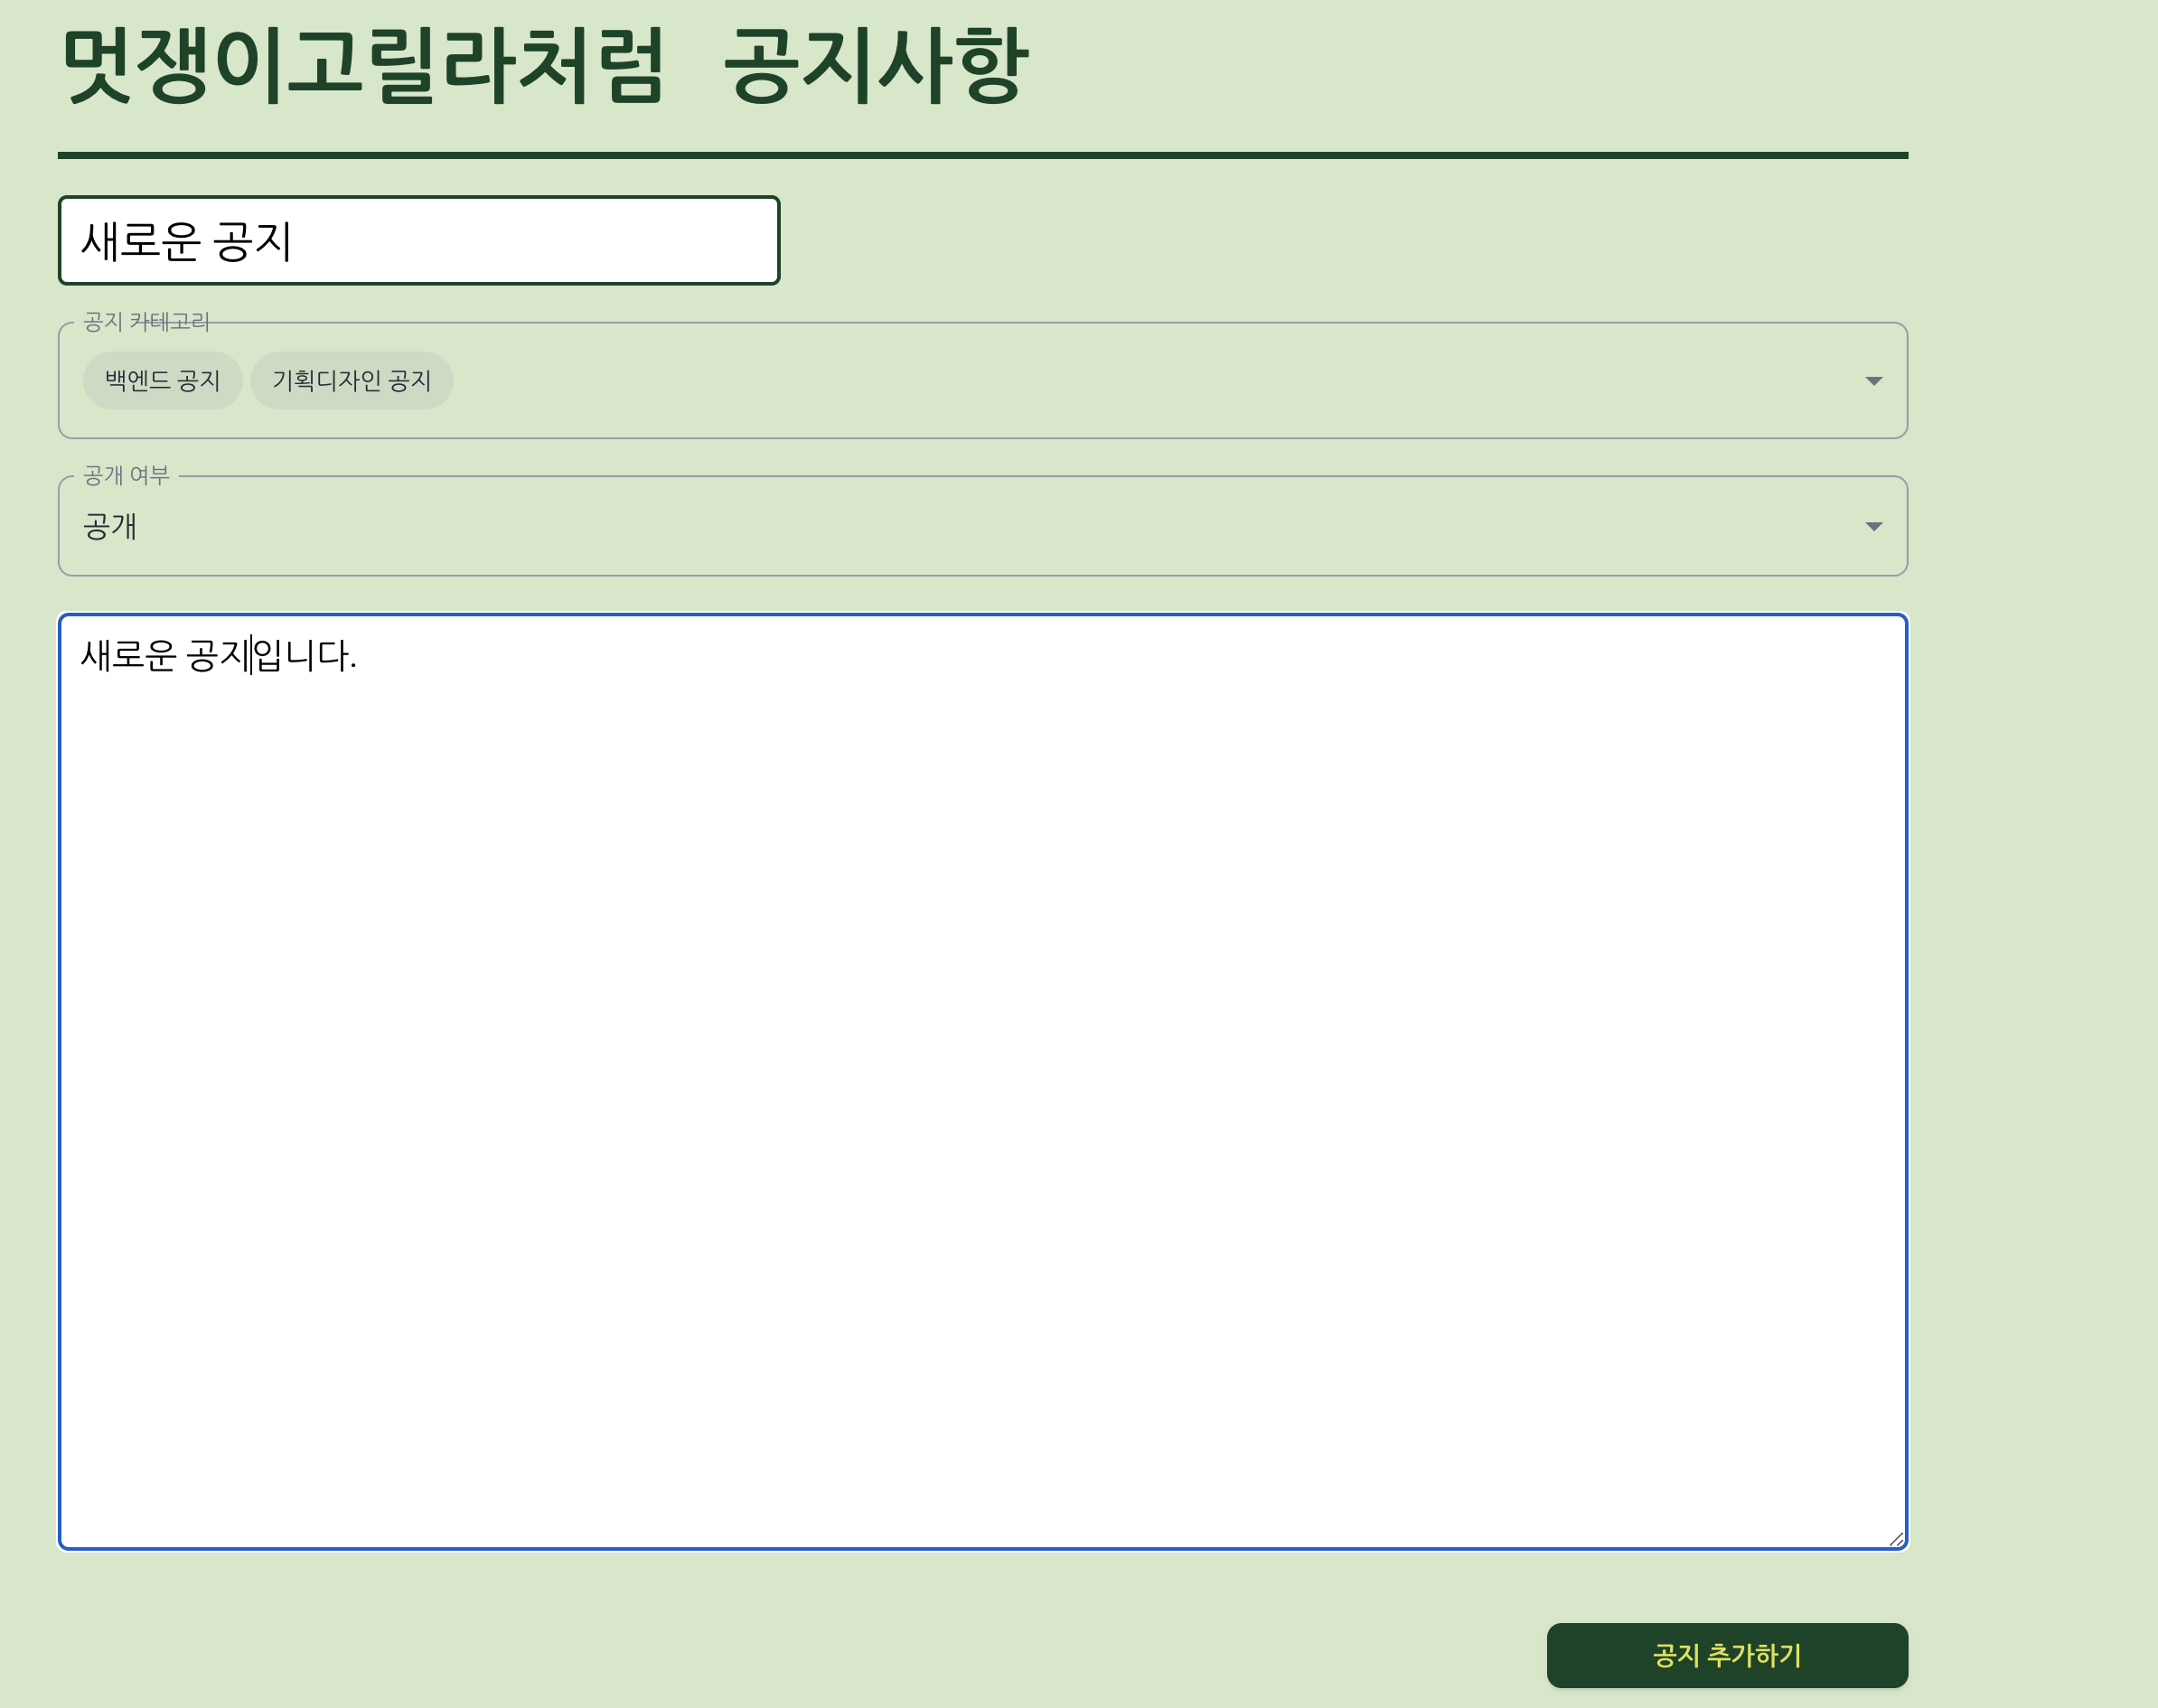 멋쟁이고릴라처럼 공지사항
새로운 공지
공지 카테고리
백엔드 공지 기획디자인 공지
공개 여부
공개
새로운 공지입니다.
공지 추가하기